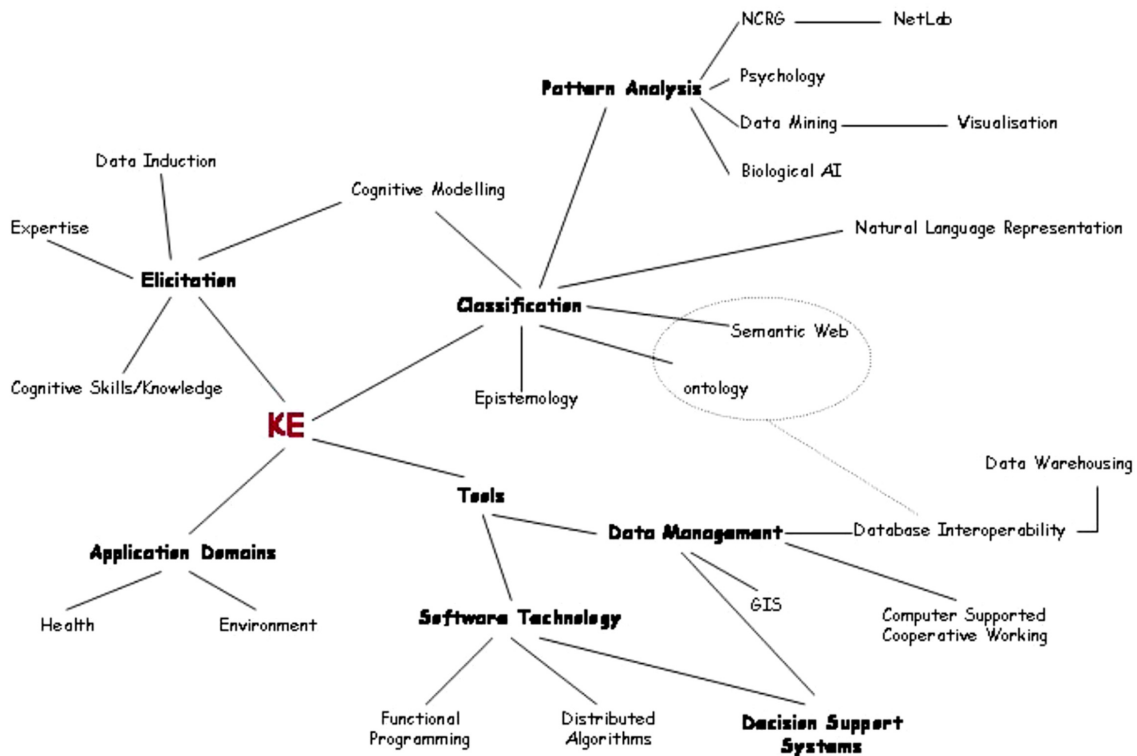 NCRG
NetLab
Psychology
Pattern Analysis
Data Mining
Visualisation
Data Induction
Biological AI
Cognitive Modelling
Expertise
Natural Language Representation
Elicitation
Classification
Semantic Web
Cognitive Skills/Knowledge
ontology
Epistemology
KE
Data Warehousing
Tools
Data Management
Database Interoperability
Application Domains
GIS
Health
Environment
Software Technology
Computer Supported
Cooperative Working
Functional
Programming
Distributed
Algorithms
Decision Support
Systems